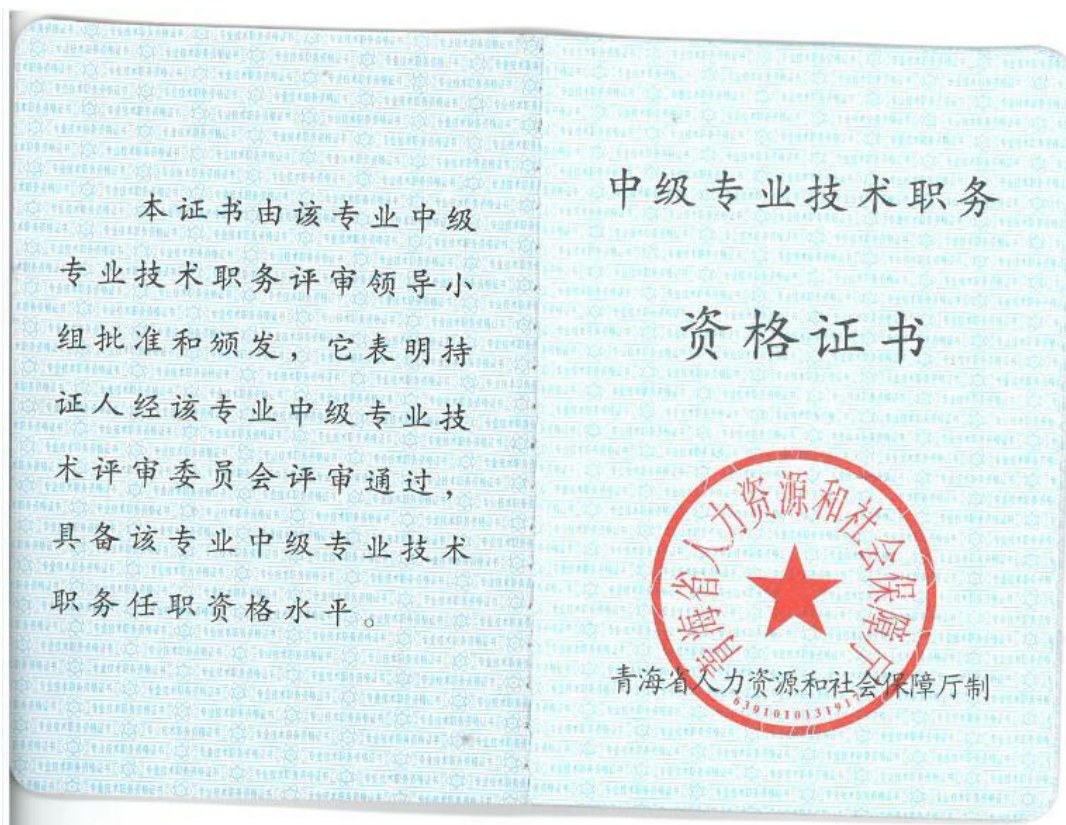 本证书由该专业中级
专业技术职务评审领导小
组批准和颁发，它表明持
证人经该专业中级专业技
术评审委员会评审通过，
具备该专业中级专业技术
职务任职资格水平。
中级专业技术职务
资格证书
青海省人力资源和社会保障厅
青海省人力资源和社会保障厅制